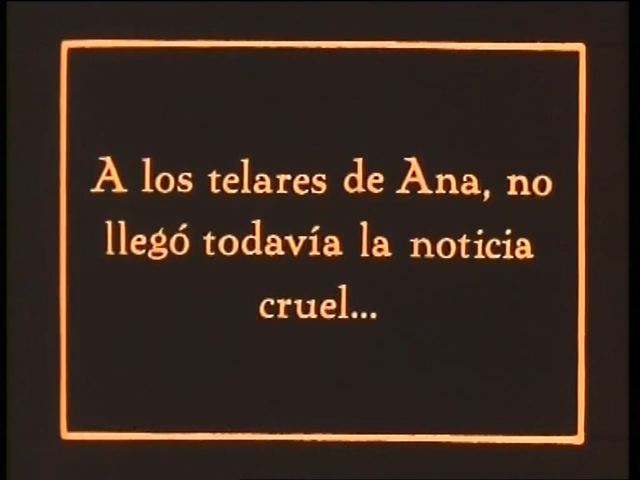 A los telares de Ana, no
llegó todavía la noticia
cruel...